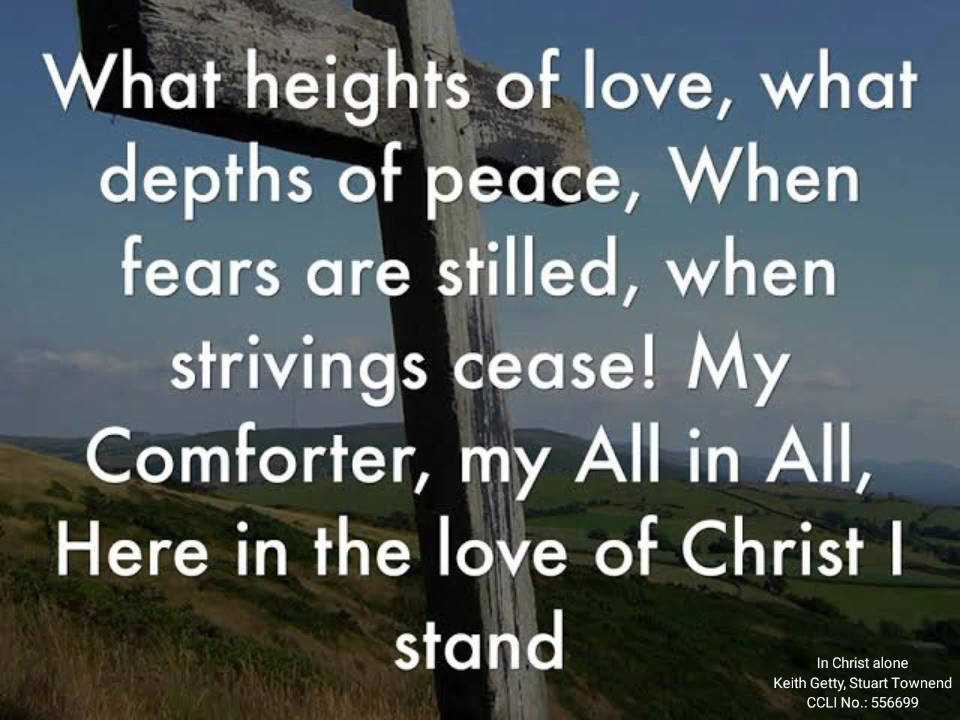 What heights of love, what
depths of peace, When
fears are stilled, when
strivings cease! My
Comforter, my All in All,
Here in the love of Christ I
stand
In Christ alone
Keith Getty, Stuart Townend
CCLI No.: 556699